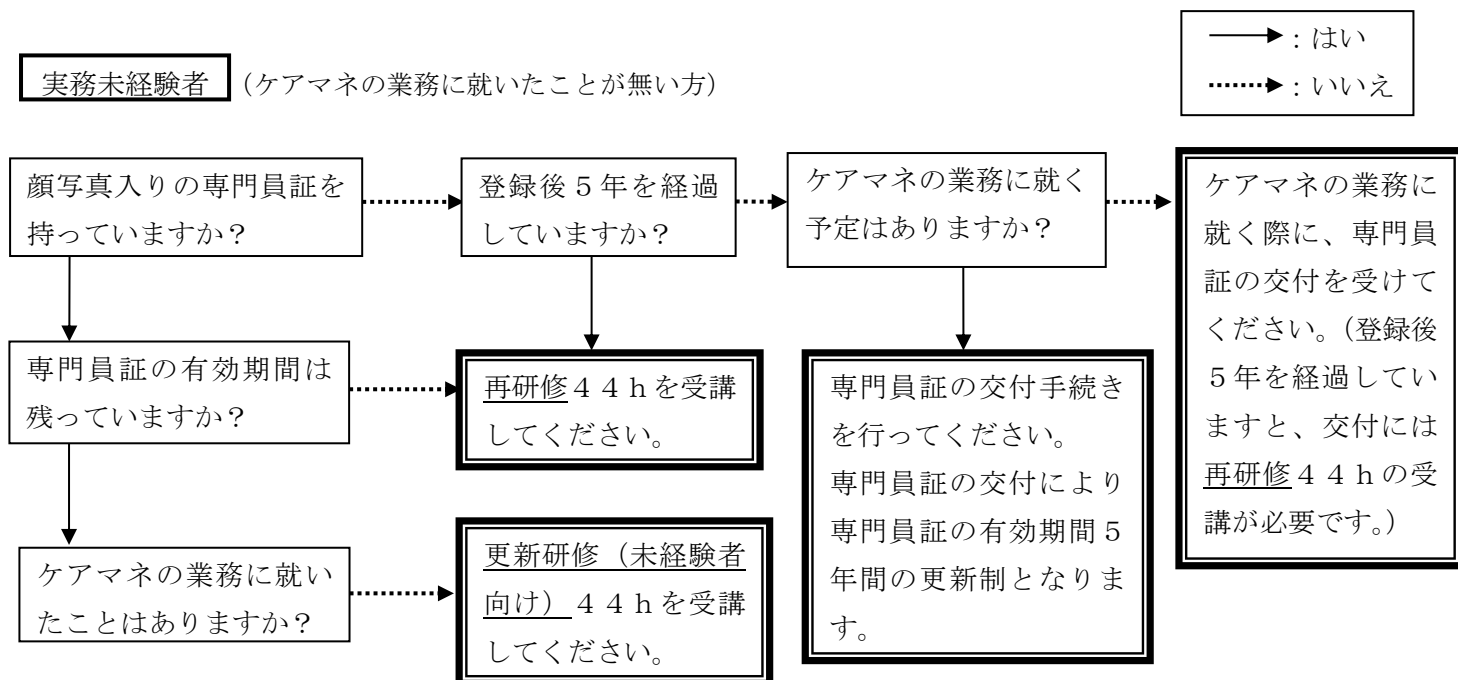 :はい
:いいえ
実務未経験者 (ケアマネの業務に就いたことが無い方)
顔写真入りの専門員証を
持っていますか?
登録後5年を経過
していますか?
ケアマネの業務に就く
予定はありますか?
ケアマネの業務に
就く際に、専門員
証の交付を受けて
ください。(登録後
5年を経過してい
ますと、交付には
再研修44hの受
講が必要です。)
専門員証の有効期間は
残っていますか?
再研修44hを受講
してください。
専門員証の交付手続き
を行ってください。
専門員証の交付により
専門員証の有効期間5
年間の更新制となりま
す。
ケアマネの業務に就い
たことはありますか?
更新研修(未経験者
向け)44hを受講
してください。